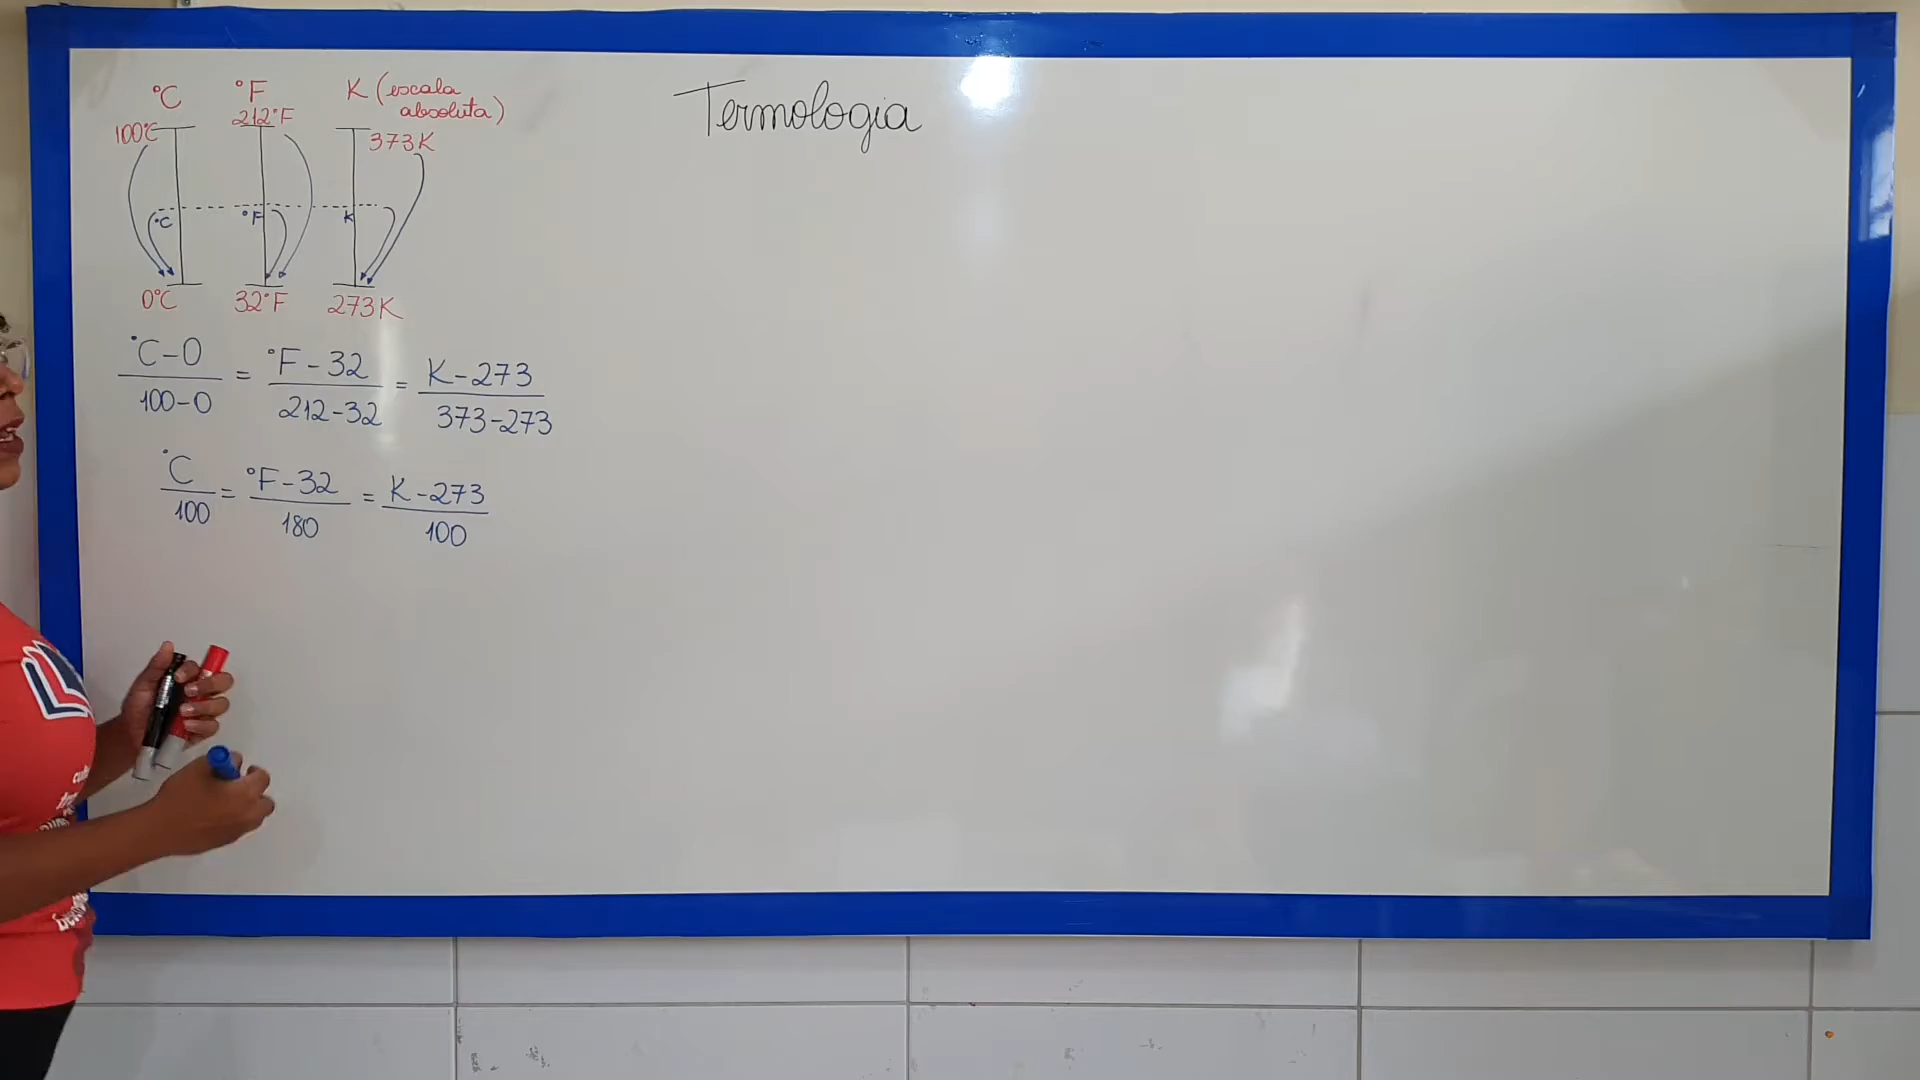 Termologia
°C °F K (escala
absoluta)
100°C 212°F 373K
°C °F K
0°C 32°F 273K
°C-0 / 100-0 = °F-32 / 212-32 = K-273 / 373-273
°C / 100 = °F-32 / 180 = K-273 / 100